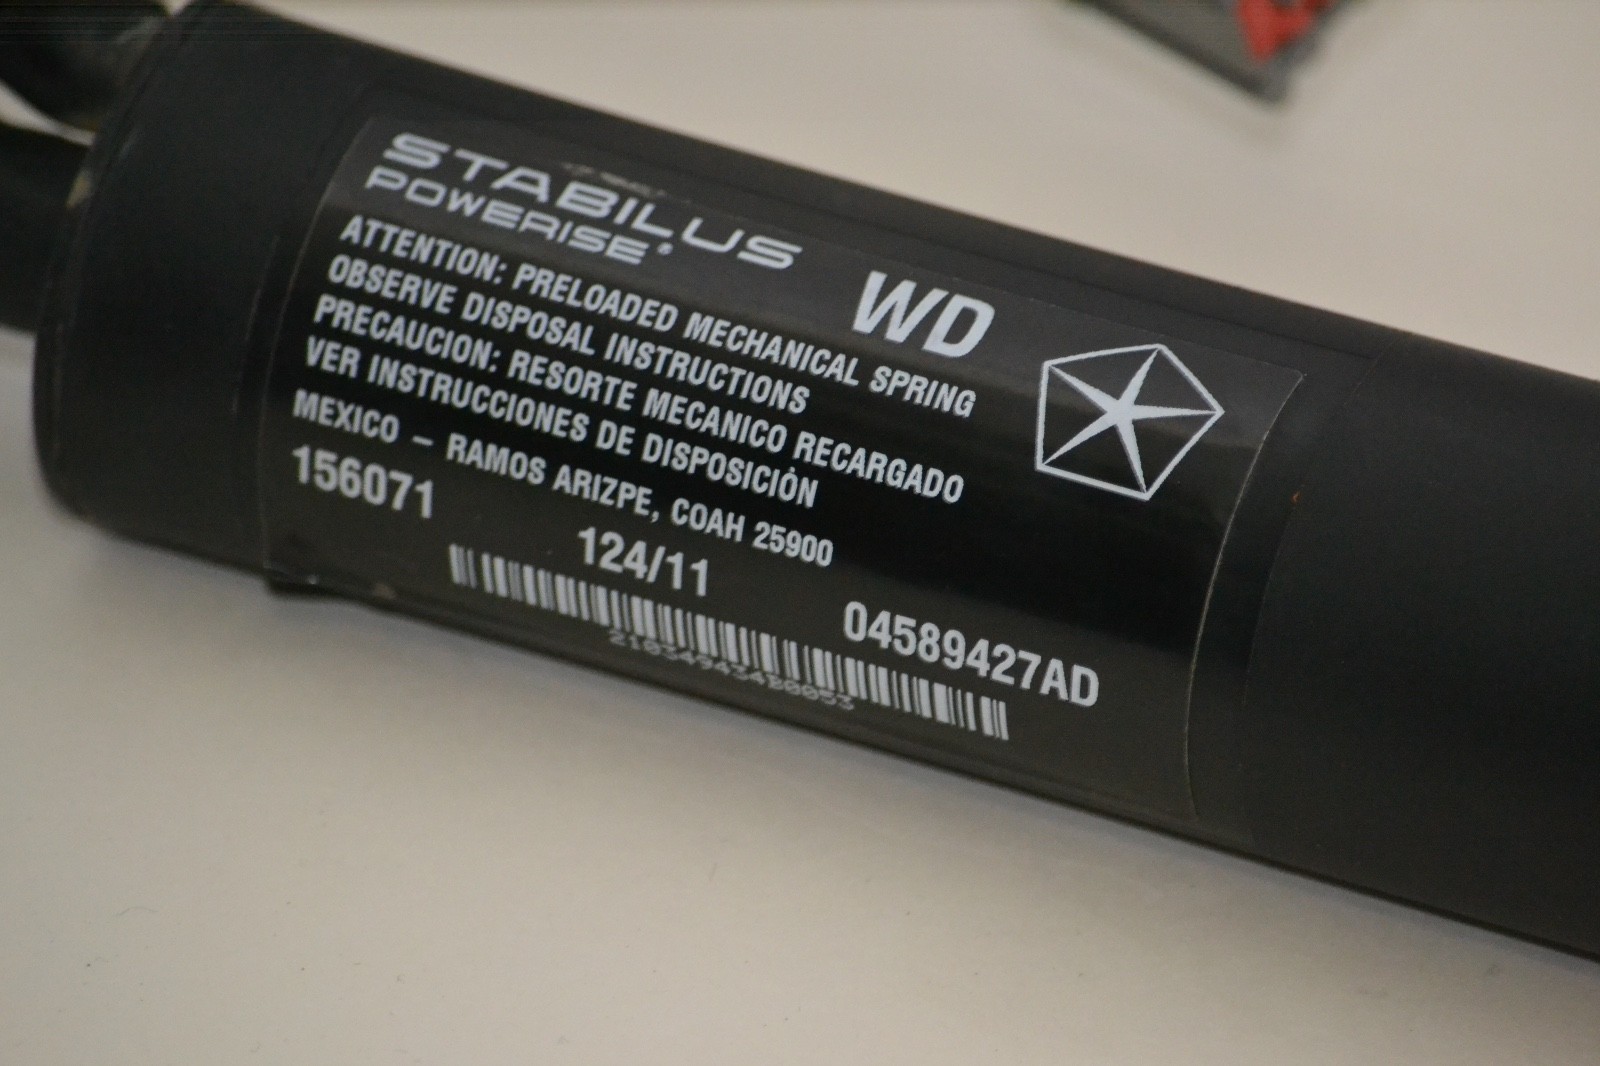 STABILUS
POWERISE®
WD
ATTENTION: PRELOADED MECHANICAL SPRING
OBSERVE DISPOSAL INSTRUCTIONS
PRECAUCION: RESORTE MECANICO RECARGADO
VER INSTRUCCIONES DE DISPOSICIÓN
MEXICO – RAMOS ARIZPE, COAH 25900
156071
124/11
04589427AD
210349434B0053